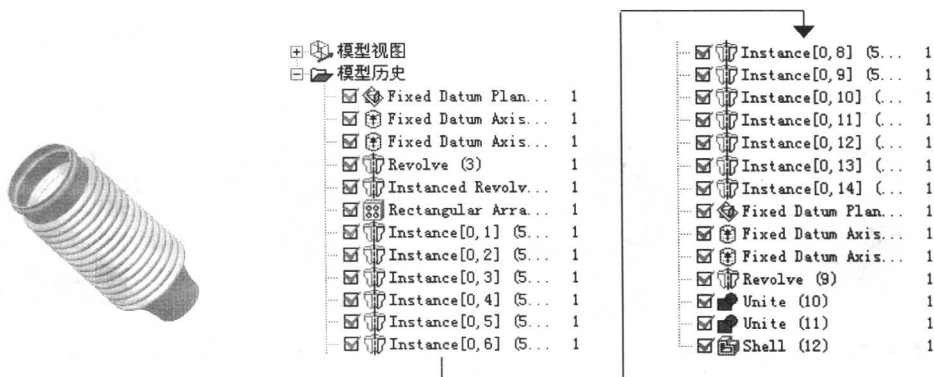 模型视图
模型历史
Fixed Datum Plan... 1
Fixed Datum Axis... 1
Fixed Datum Axis... 1
Revolve (3) 1
Instanced Revolv... 1
Rectangular Arra... 1
Instance[0,1] (5... 1
Instance[0,2] (5... 1
Instance[0,3] (5... 1
Instance[0,4] (5... 1
Instance[0,5] (5... 1
Instance[0,6] (5... 1
Instance[0,8] (5... 1
Instance[0,9] (5... 1
Instance[0,10] (... 1
Instance[0,11] (... 1
Instance[0,12] (... 1
Instance[0,13] (... 1
Instance[0,14] (... 1
Fixed Datum Plan... 1
Fixed Datum Axis... 1
Fixed Datum Axis... 1
Revolve (9) 1
Unite (10) 1
Unite (11) 1
Shell (12) 1